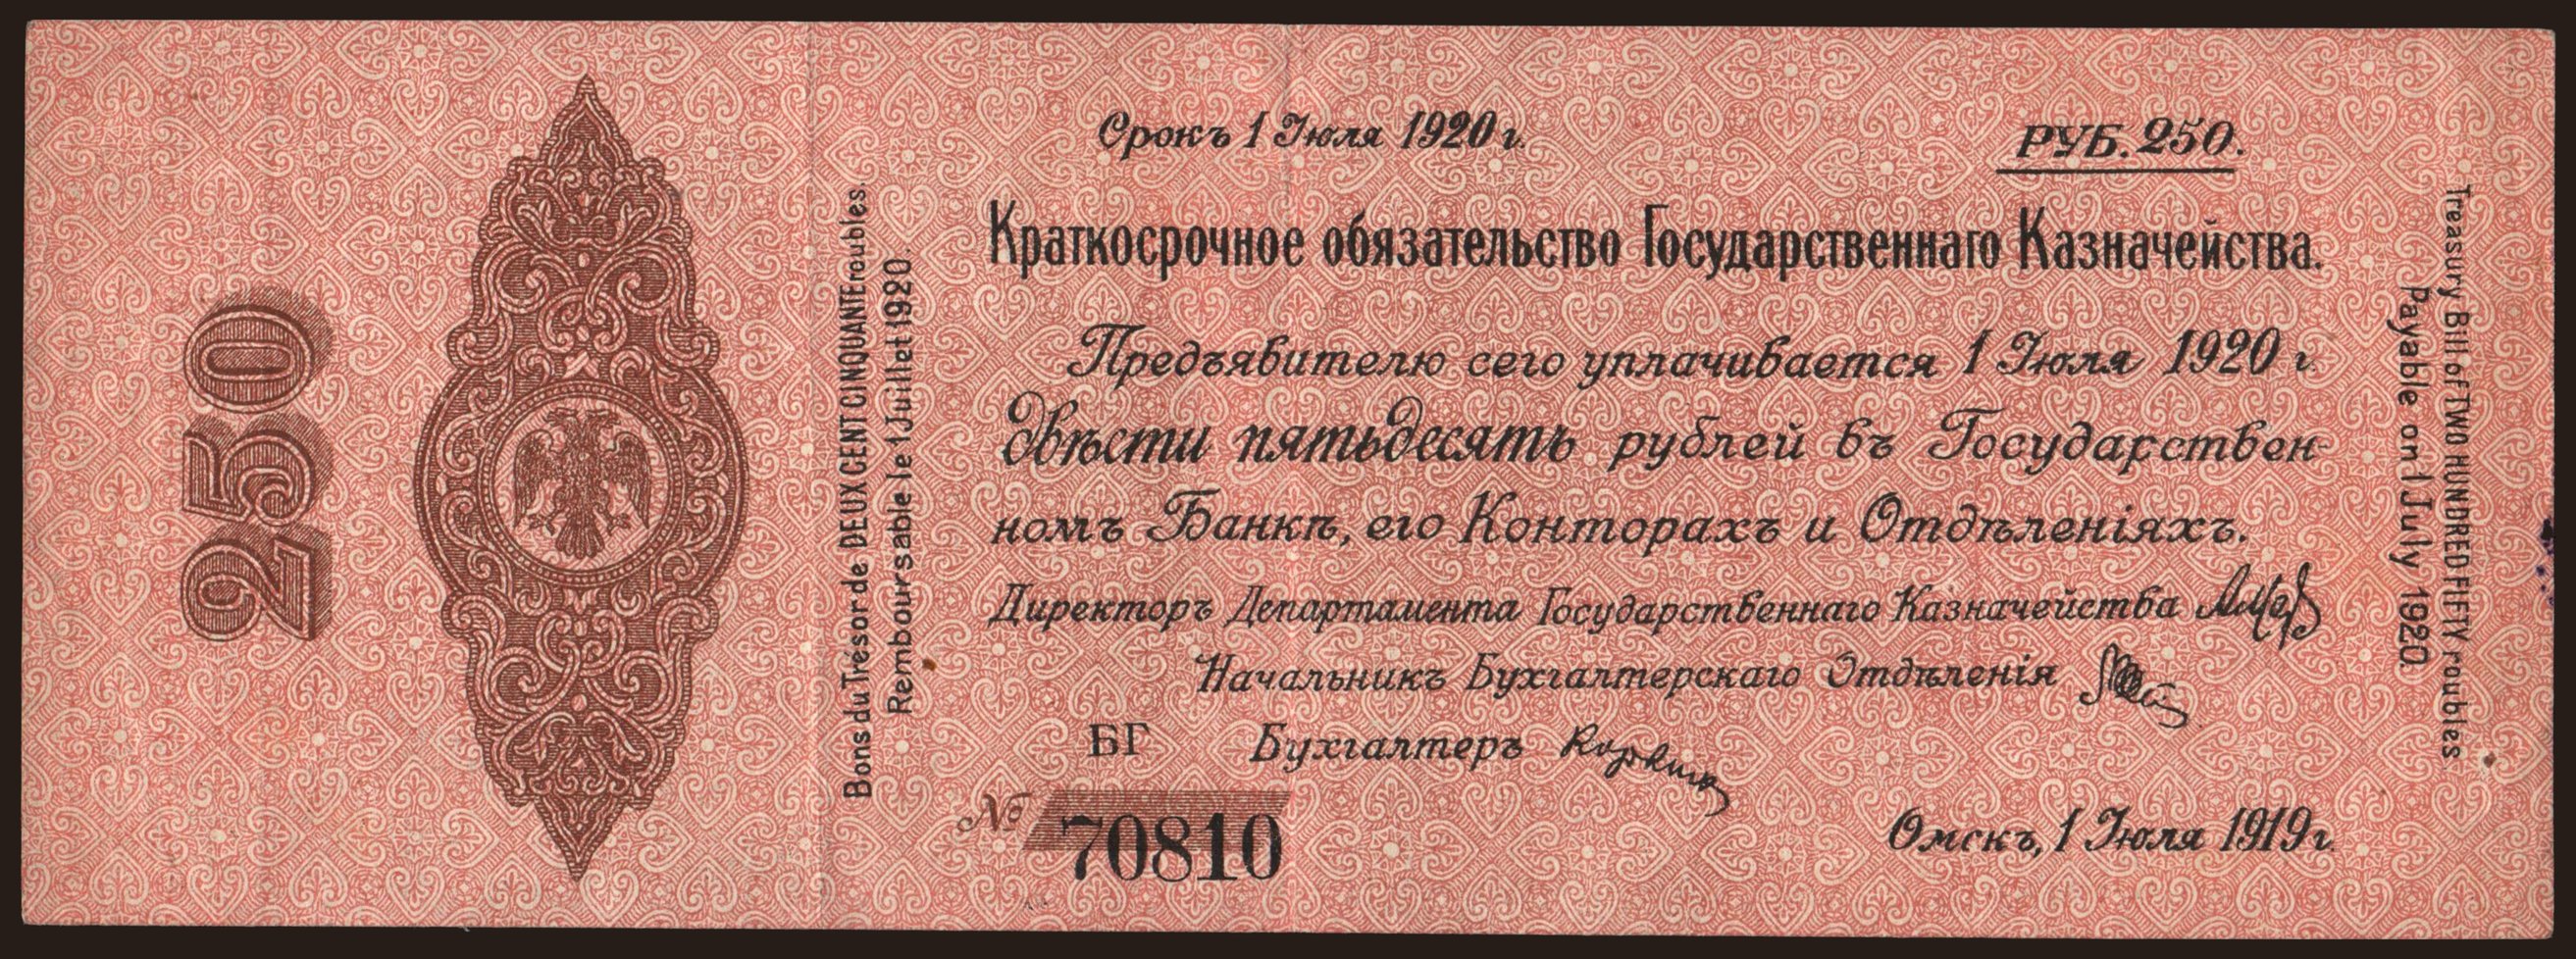 250
Bons du Trésor de DEUX CENT CINQUANTE roubles.
Remboursable le 1 Juillet 1920.
Срокъ 1 Іюля 1920 г.
РУБ. 250.
Краткосрочное обязательство Государственнаго Казначейства.
Предъявителю сего уплачивается 1 Іюля 1920 г.
Двѣсти пятьдесятъ рублей въ Государствен-
номъ Банкѣ, его Конторахъ и Отдѣленіяхъ.
Директоръ Департамента Государственнаго Казначейства
Начальникъ Бухгалтерскаго Отдѣленія
БГ Бухгалтеръ
№ 70810
Омскъ, 1 Іюля 1919 г.
Treasury Bill of TWO HUNDRED FIFTY roubles
Payable on 1 July 1920.